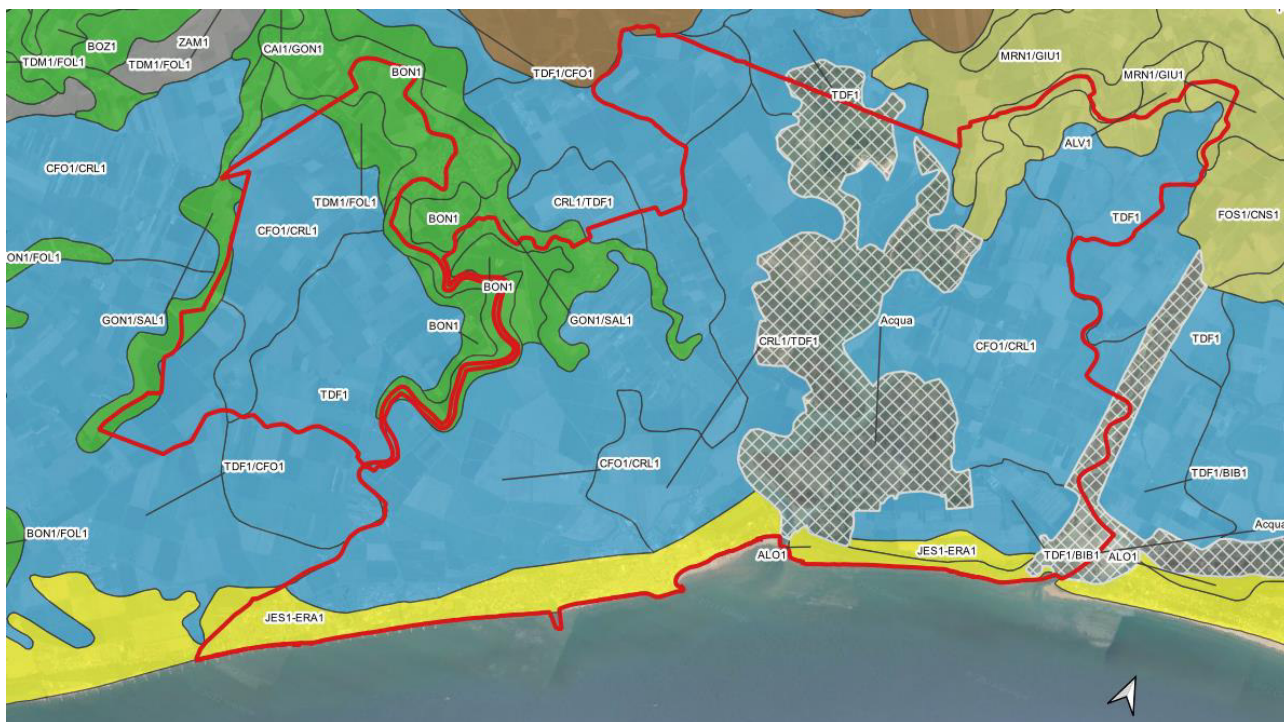 ZAM1
BOZ1
CAI1/GON1
MRN1/GIU1
TDM1/FOL1
TDM1/FOL1
BON1
TDF1/CFO1
MRN1/GIU1
TDF1
ALV1
CFO1/CRL1
TDM1/FOL1
CRL1/TDF1
BON1
TDF1
FOS1/CNS1
CFO1/CRL1
ON1/FOL1
BON1
GON1/SAL1
BON1
GON1/SAL1
Acqua
CRL1/TDF1
CFO1/CRL1
TDF1
TDF1
TDF1/CFO1
CFO1/CRL1
TDF1/BIB1
BON1/FOL1
Acqua
ALO1
JES1-ERA1
TDF1/BIB1
ALO1
JES1-ERA1